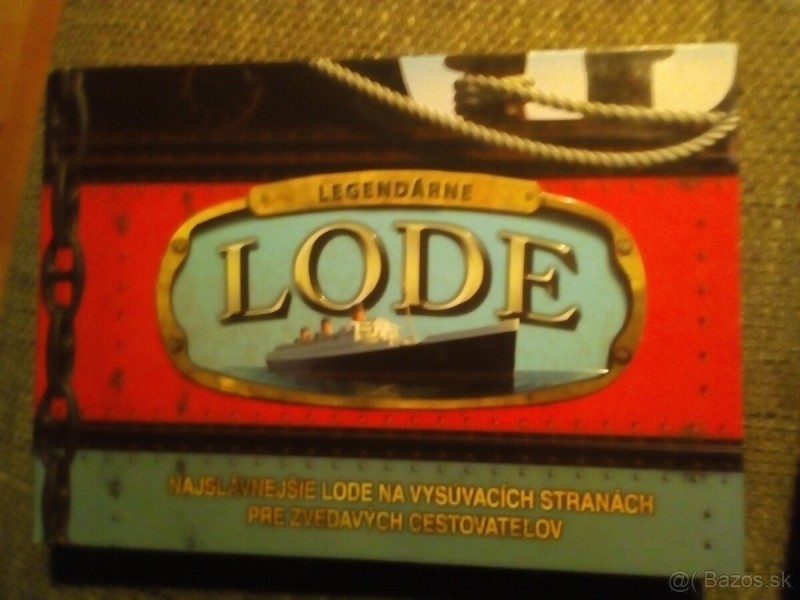 LEGENDÁRNE
LODE
NAJSLÁVNEJŠIE LODE NA VYSÚVACÍCH STRANÁCH
PRE ZVEDAVÝCH CESTOVATEĽOV
@( Bazos.sk